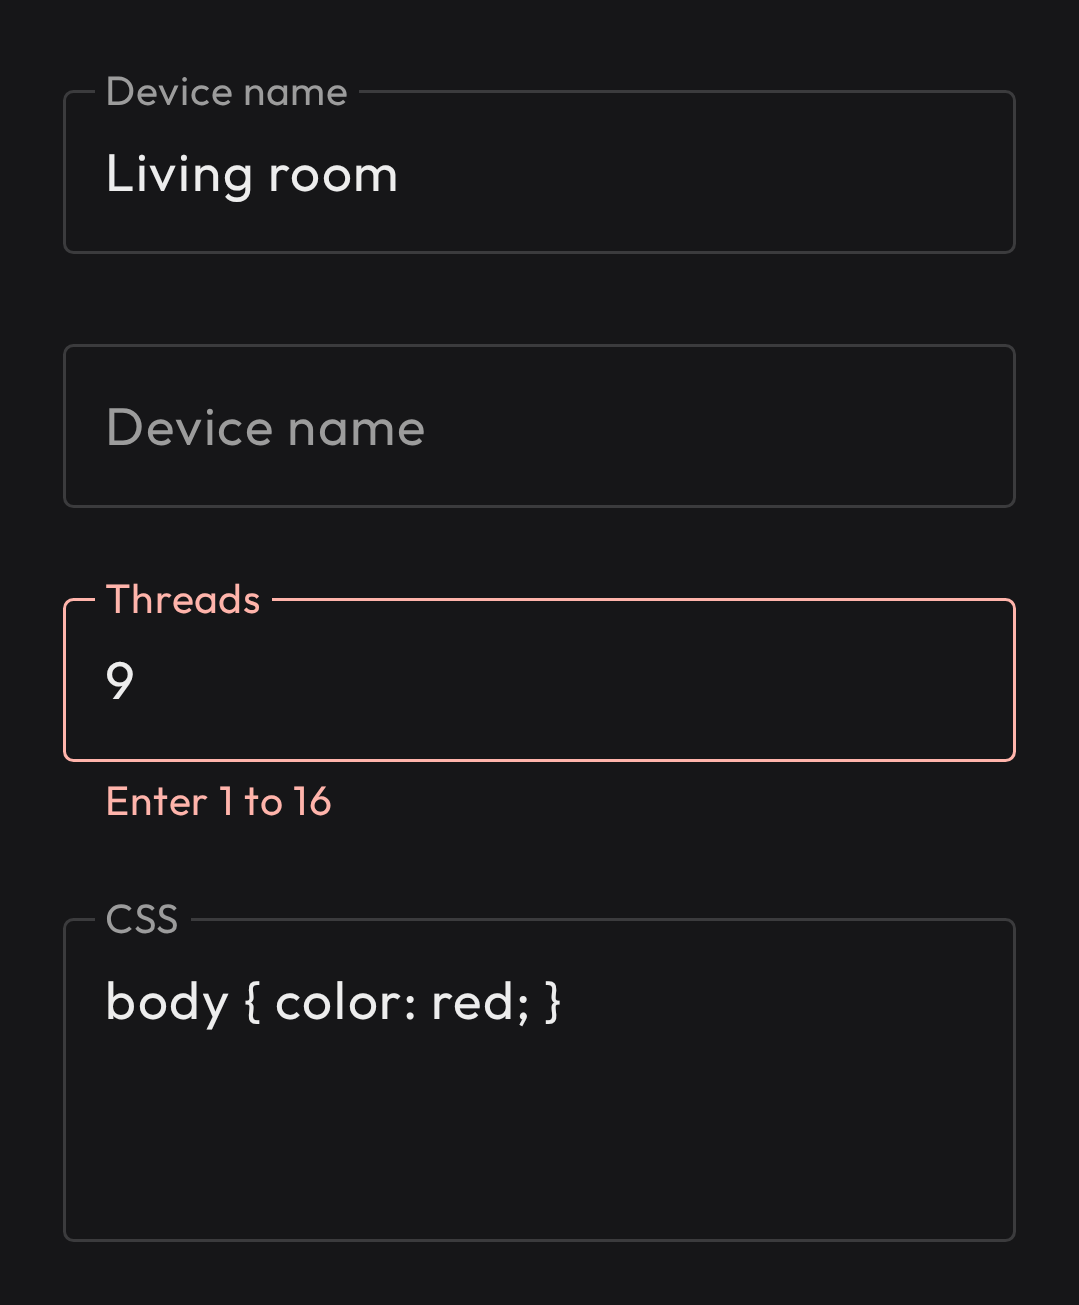 Device name
Living room
Device name
Threads
9
Enter 1 to 16
CSS
body { color: red; }